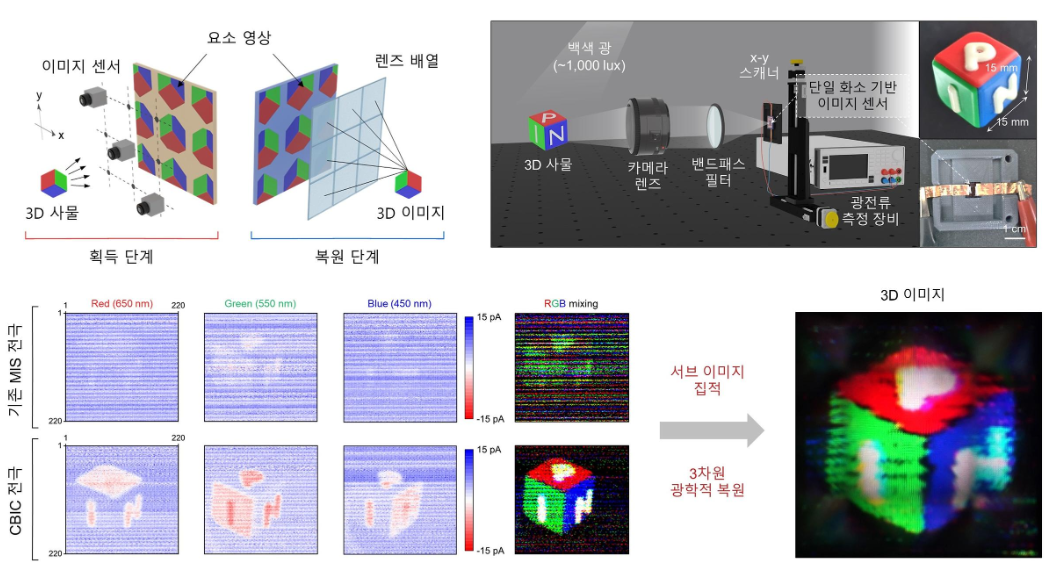 요소 영상
이미지 센서
렌즈 배열
y
x
3D 사물
3D 이미지
획득 단계
복원 단계
백색 광
(~1,000 lux)
x-y
스캐너
단일 화소 기반
이미지 센서
P
I N
3D 사물
카메라
렌즈
밴드패스
필터
광전류
측정 장비
P
I N
15 mm
15 mm
1 cm
기존 MIS 전극
1
Red (650 nm)
220
Green (550 nm)
Blue (450 nm)
RGB mixing
1
220
15 pA
-15 pA
CBIC 전극
1
220
1
220
15 pA
-15 pA
I N
I N
I N
I N
서브 이미지
집적
3차원
광학적 복원
3D 이미지
I N